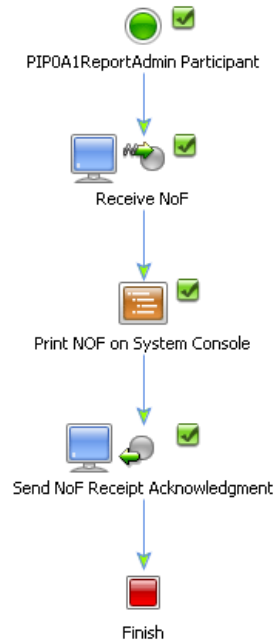 PIP0A1ReportAdmin Participant
Receive NoF
Print NOF on System Console
Send NoF Receipt Acknowledgment
Finish